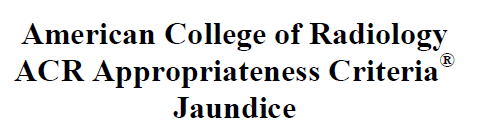 American College of Radiology
ACR Appropriateness Criteria®
Jaundice